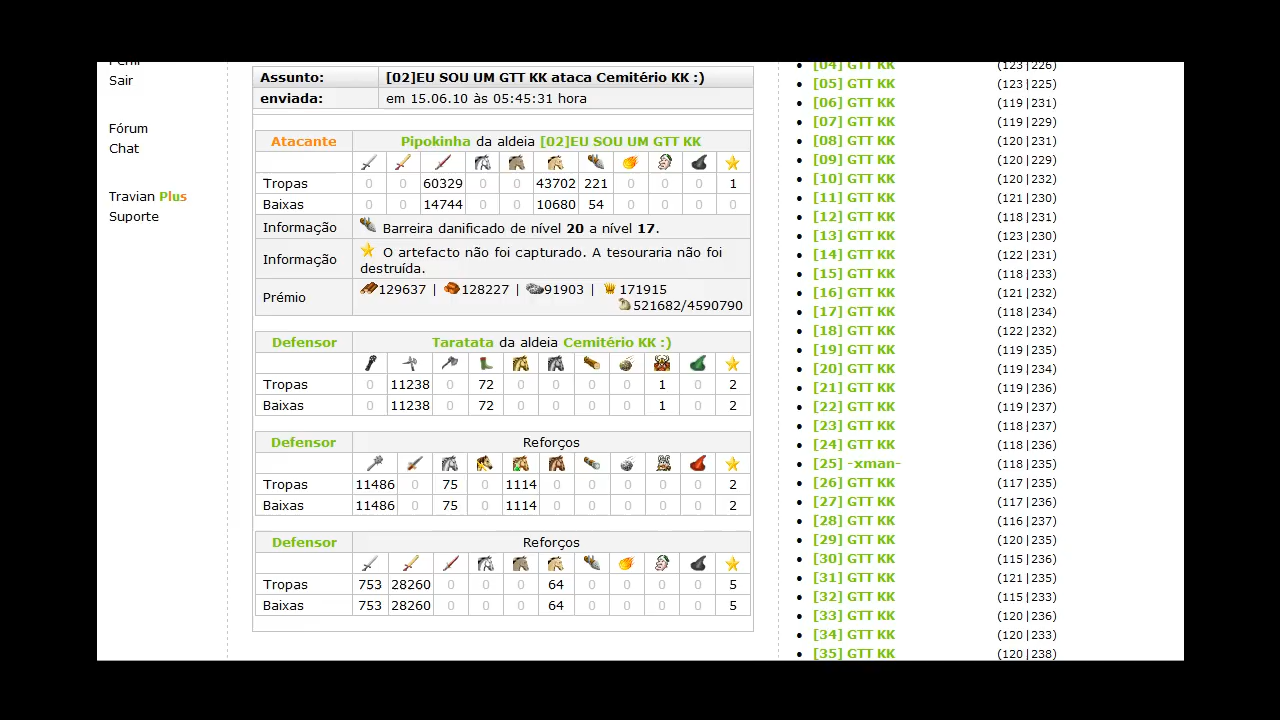 Perfil
Sair
Fórum
Chat
Travian Plus
Suporte
Assunto: [02]EU SOU UM GTT KK ataca Cemitério KK :)
enviada: em 15.06.10 às 05:45:31 hora
Atacante Pipokinha da aldeia [02]EU SOU UM GTT KK
Tropas 0 0 60329 0 0 43702 221 0 0 0 1
Baixas 0 0 14744 0 0 10680 54 0 0 0 0
Informação Barreira danificado de nível 20 a nível 17.
Informação O artefacto não foi capturado. A tesouraria não foi
destruída.
Prémio 129637 | 128227 | 91903 | 171915
521682/4590790
Defensor Taratata da aldeia Cemitério KK :)
Tropas 0 11238 0 72 0 0 0 0 1 0 2
Baixas 0 11238 0 72 0 0 0 0 1 0 2
Defensor Reforços
Tropas 11486 0 75 0 1114 0 0 0 0 0 2
Baixas 11486 0 75 0 1114 0 0 0 0 0 2
Defensor Reforços
Tropas 753 28260 0 0 0 64 0 0 0 0 5
Baixas 753 28260 0 0 0 64 0 0 0 0 5
[04] GTT KK (123|226)
[05] GTT KK (123|225)
[06] GTT KK (119|231)
[07] GTT KK (119|229)
[08] GTT KK (120|231)
[09] GTT KK (120|229)
[10] GTT KK (120|232)
[11] GTT KK (121|230)
[12] GTT KK (118|231)
[13] GTT KK (123|230)
[14] GTT KK (122|231)
[15] GTT KK (118|233)
[16] GTT KK (121|232)
[17] GTT KK (118|234)
[18] GTT KK (122|232)
[19] GTT KK (119|235)
[20] GTT KK (119|234)
[21] GTT KK (119|236)
[22] GTT KK (119|237)
[23] GTT KK (118|237)
[24] GTT KK (118|236)
[25] -xman- (118|235)
[26] GTT KK (117|235)
[27] GTT KK (117|236)
[28] GTT KK (116|237)
[29] GTT KK (120|235)
[30] GTT KK (115|236)
[31] GTT KK (121|235)
[32] GTT KK (115|233)
[33] GTT KK (120|236)
[34] GTT KK (120|233)
[35] GTT KK (120|238)